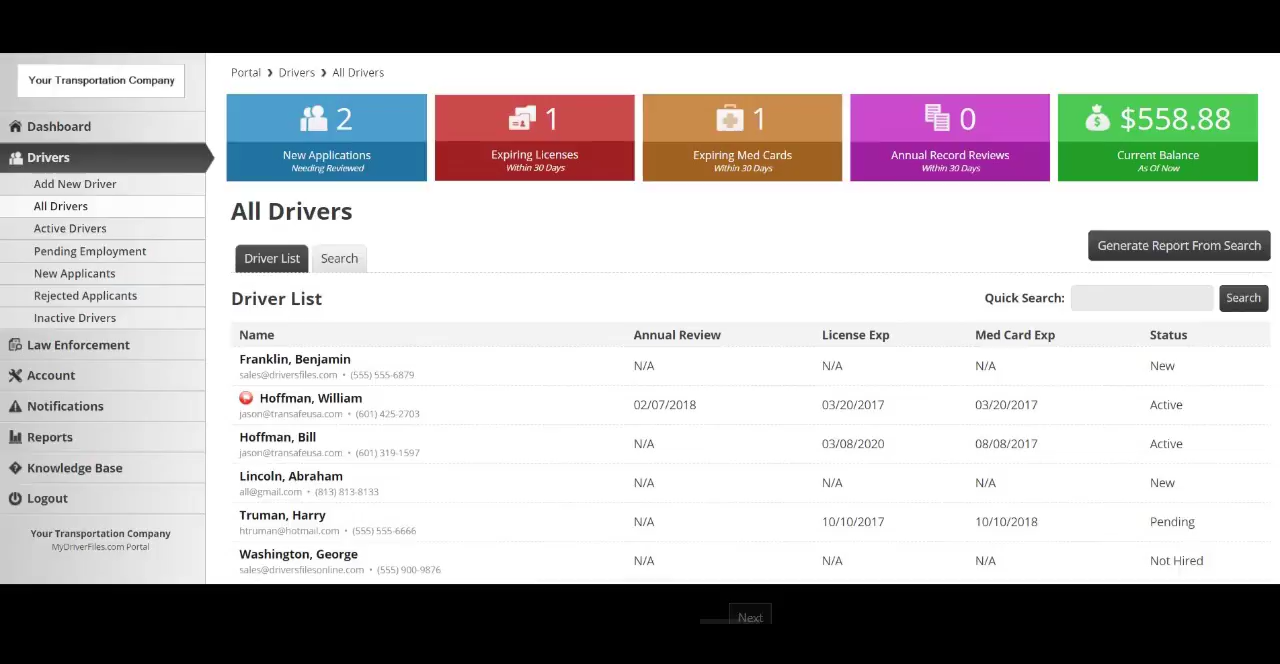 Your Transportation Company
Dashboard
Drivers
Add New Driver
All Drivers
Active Drivers
Pending Employment
New Applicants
Rejected Applicants
Inactive Drivers
Law Enforcement
Account
Notifications
Reports
Knowledge Base
Logout
Your Transportation Company
MyDriverFiles.com Portal
Portal ❯ Drivers ❯ All Drivers
2
New Applications
Needing Reviewed
1
Expiring Licenses
Within 30 Days
1
Expiring Med Cards
Within 30 Days
0
Annual Record Reviews
Within 30 Days
$558.88
Current Balance
As Of Now
All Drivers
Generate Report From Search
Driver List Search
Driver List
Quick Search: Search
Name Annual Review License Exp Med Card Exp Status
Franklin, Benjamin
sales@driversfiles.com • (555) 555-6879
N/A N/A N/A New
Hoffman, William
jason@transafeusa.com • (601) 425-2703
02/07/2018 03/20/2017 03/20/2017 Active
Hoffman, Bill
jason@transafeusa.com • (601) 319-1597
N/A 03/08/2020 08/08/2017 Active
Lincoln, Abraham
all@gmail.com • (813) 813-8133
N/A N/A N/A New
Truman, Harry
htruman@hotmail.com • (555) 555-6666
N/A 10/10/2017 10/10/2018 Pending
Washington, George
sales@driversfilesonline.com • (555) 900-9876
N/A N/A N/A Not Hired
Next